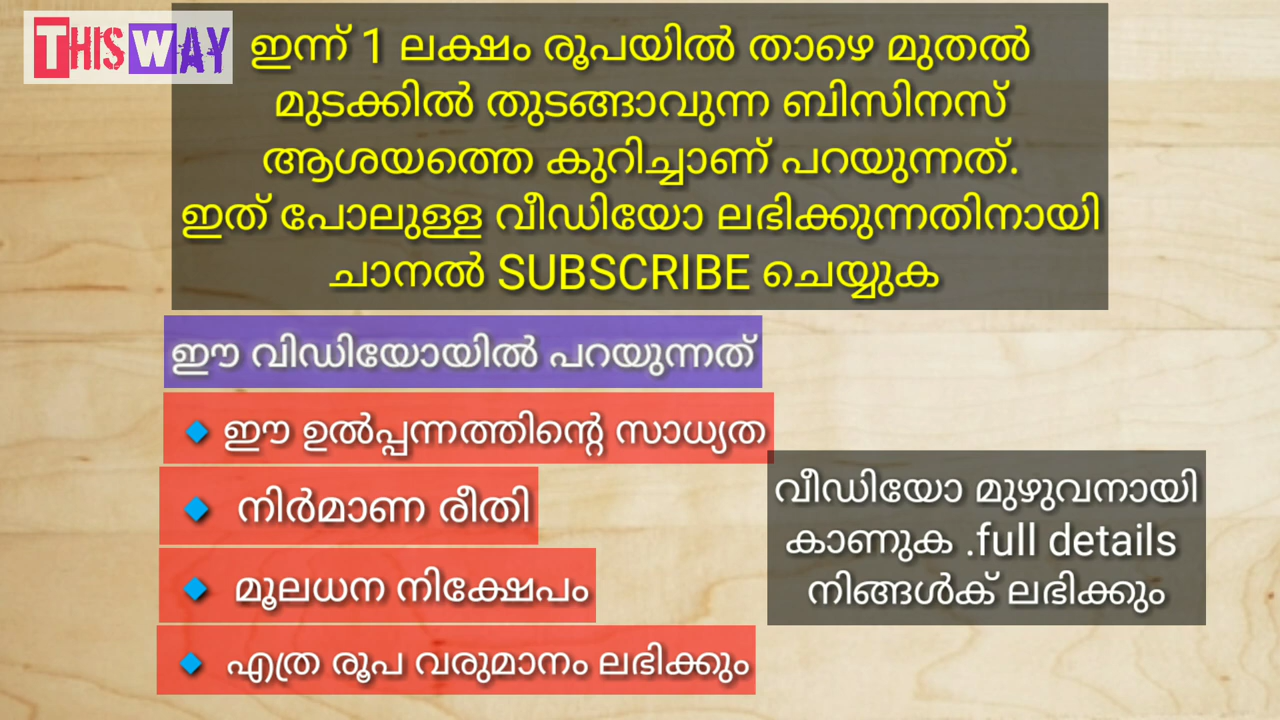 THISWAY
ഇന്ന് 1 ലക്ഷം രൂപയിൽ താഴെ മുതൽ
മുടക്കിൽ തുടങ്ങാവുന്ന ബിസിനസ്
ആശയത്തെ കുറിച്ചാണ് പറയുന്നത്.
ഇത് പോലുള്ള വീഡിയോ ലഭിക്കുന്നതിനായി
ചാനൽ SUBSCRIBE ചെയ്യുക
ഈ വിഡിയോയിൽ പറയുന്നത്
🔹 ഈ ഉൽപ്പന്നത്തിന്റെ സാധ്യത
🔹 നിർമാണ രീതി
🔹 മൂലധന നിക്ഷേപം
🔹 എത്ര രൂപ വരുമാനം ലഭിക്കും
വീഡിയോ മുഴുവനായി
കാണുക .full details
നിങ്ങൾക് ലഭിക്കും